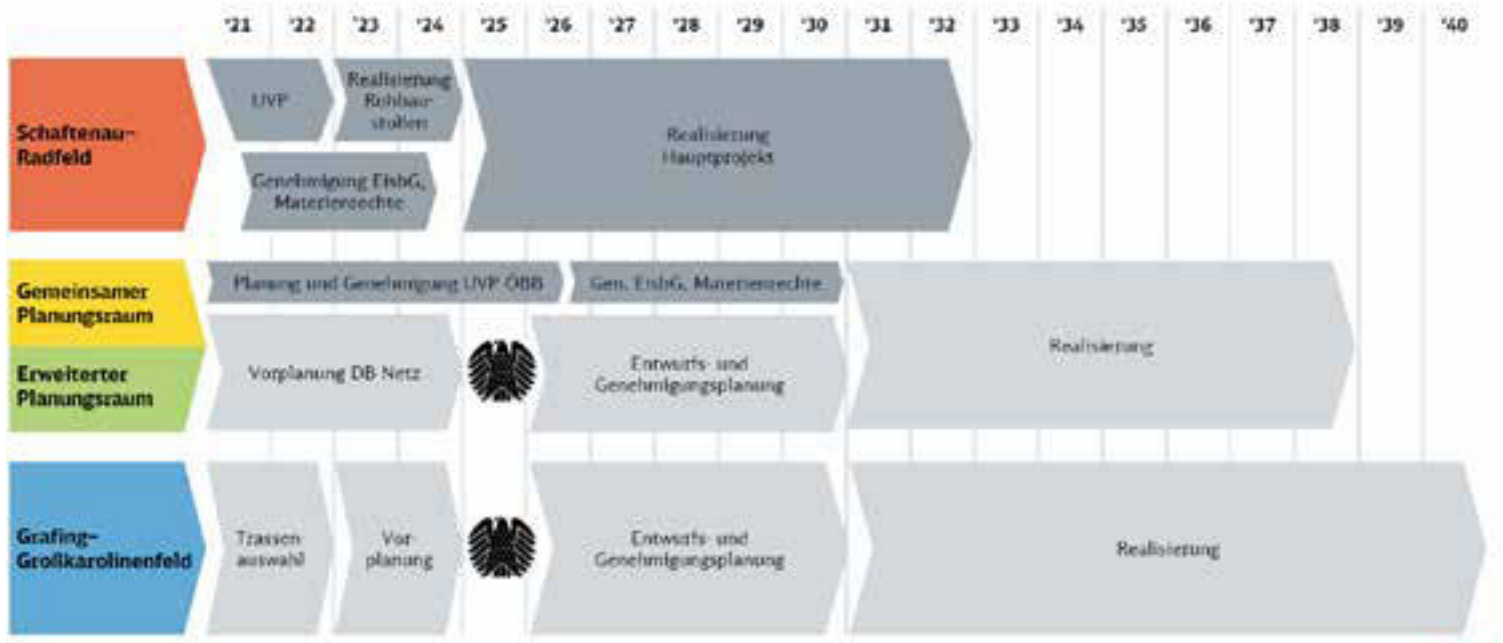 '21 '22 '23 '24 '25 '26 '27 '28 '29 '30 '31 '32 '33 '34 '35 '36 '37 '38 '39 '40
Schaftenau-
Radfeld
UVP
Realisierung
Rohbau-
stollen
Genehmigung EisbG,
Materienrechte
Realisierung
Hauptprojekt
Gemeinsamer
Planungsraum
Erweiterter
Planungsraum
Planung und Genehmigung UVP ÖBB
Gen. EisbG, Materienrechte
Vorplanung DB Netz
Entwurfs- und
Genehmigungsplanung
Realisierung
Grafing-
Großkarolinenfeld
Trassen
auswahl
Vor
planung
Entwurfs- und
Genehmigungsplanung
Realisierung